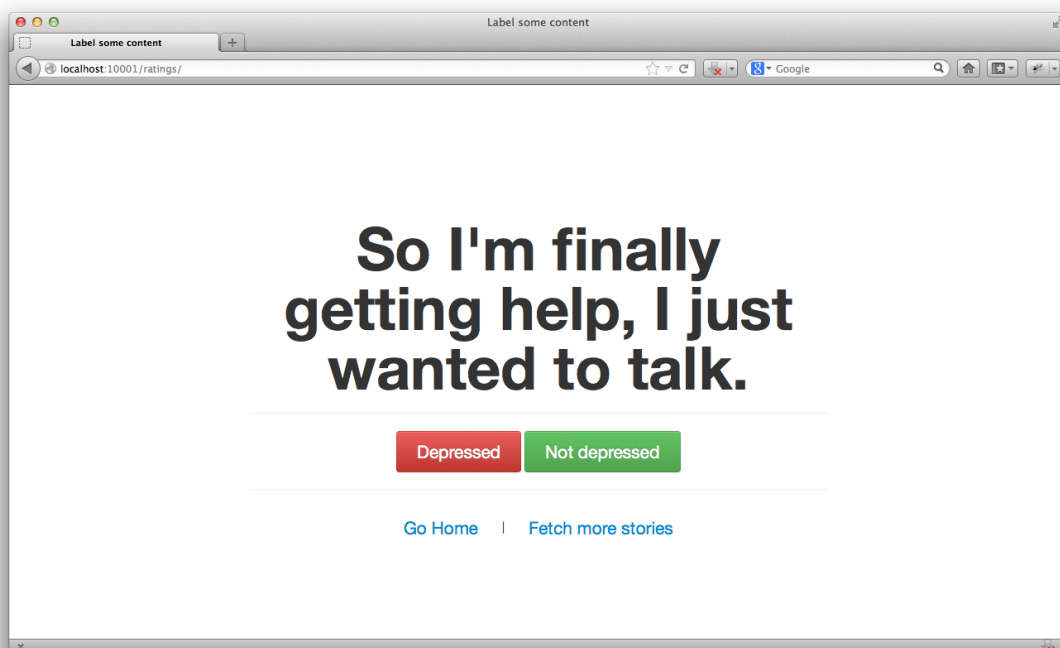 Label some content
Label some content
localhost:10001/ratings/
Google
So I'm finally
getting help, I just
wanted to talk.
Depressed Not depressed
Go Home | Fetch more stories